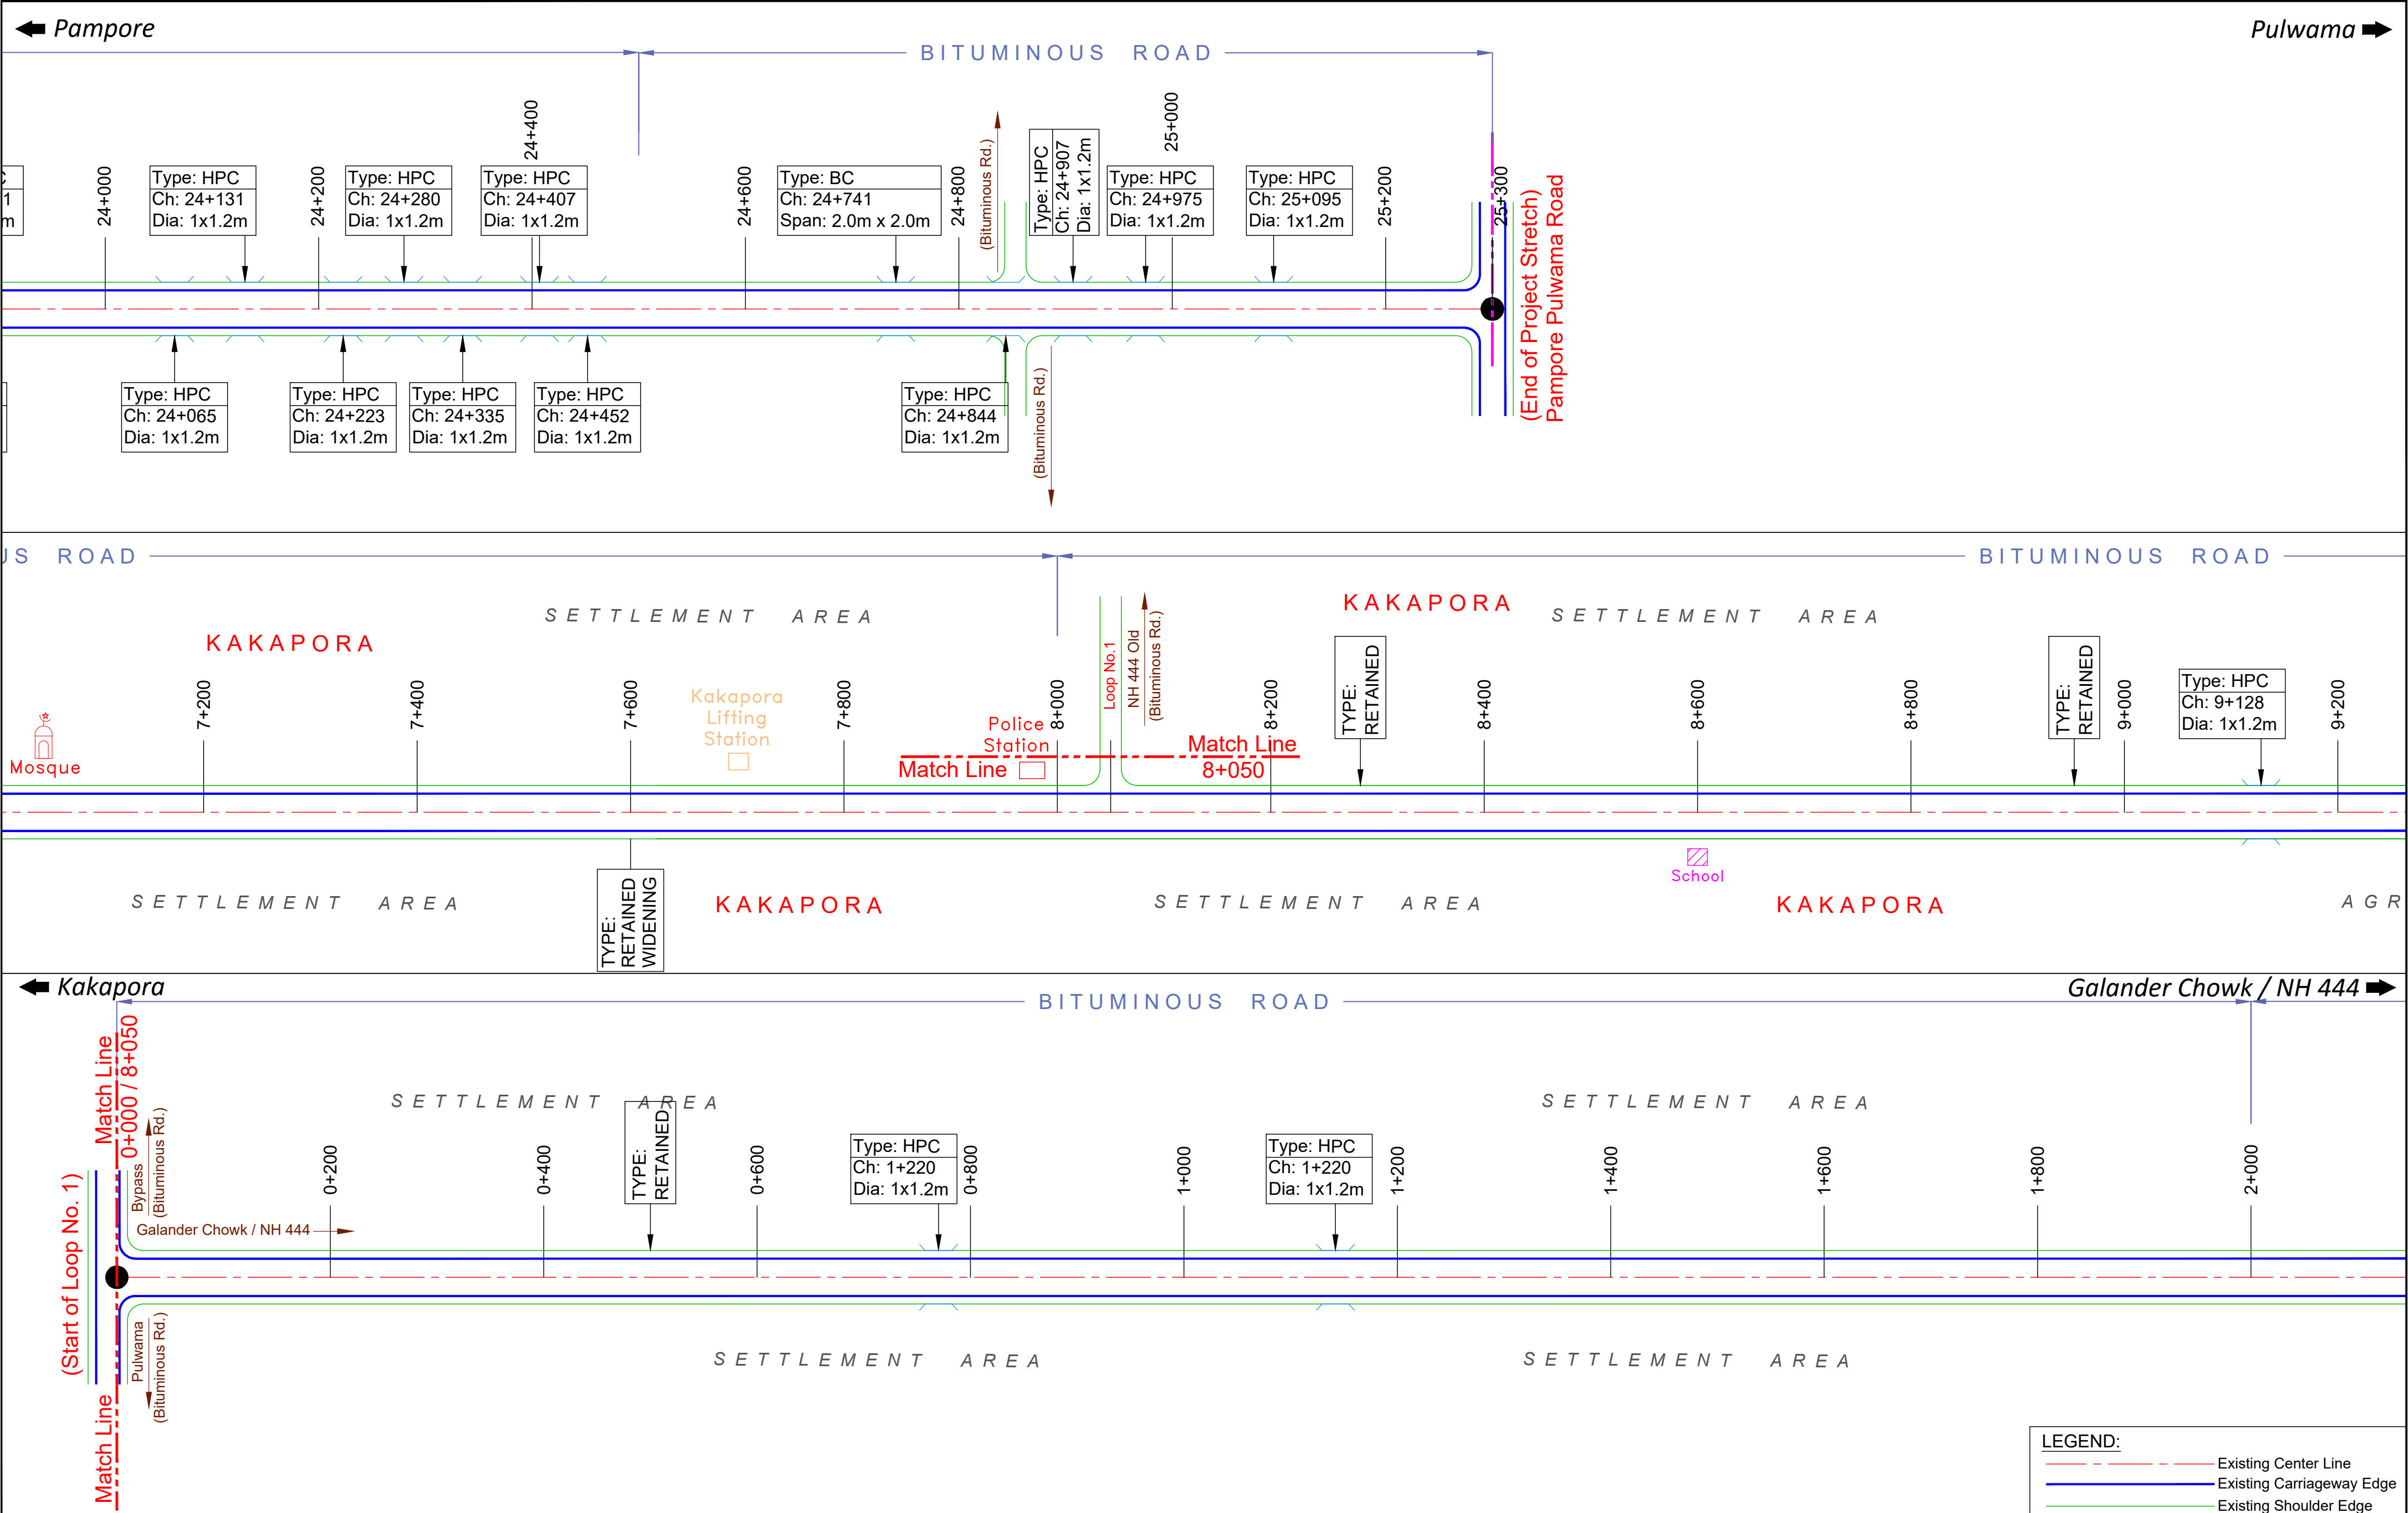 Pampore
Pulwama
BITUMINOUS ROAD
1
m
24+000
Type: HPC
Ch: 24+131
Dia: 1x1.2m
24+200
Type: HPC
Ch: 24+280
Dia: 1x1.2m
24+400
Type: HPC
Ch: 24+407
Dia: 1x1.2m
24+600
Type: BC
Ch: 24+741
Span: 2.0m x 2.0m
24+800
(Bituminous Rd.)
Type: HPC
Ch: 24+907
Dia: 1x1.2m
25+000
Type: HPC
Ch: 24+975
Dia: 1x1.2m
Type: HPC
Ch: 25+095
Dia: 1x1.2m
25+200
25+300
(End of Project Stretch)
Pampore Pulwama Road
Type: HPC
Ch: 24+065
Dia: 1x1.2m
Type: HPC
Ch: 24+223
Dia: 1x1.2m
Type: HPC
Ch: 24+335
Dia: 1x1.2m
Type: HPC
Ch: 24+452
Dia: 1x1.2m
Type: HPC
Ch: 24+844
Dia: 1x1.2m
(Bituminous Rd.)
US ROAD
BITUMINOUS ROAD
SETTLEMENT AREA
KAKAPORA
SETTLEMENT AREA
KAKAPORA
Mosque
7+200
7+400
7+600
Kakapora
Lifting
Station
7+800
Police
Station
8+000
Loop No.1
NH 444 Old
(Bituminous Rd.)
Match Line
Match Line
8+050
8+200
TYPE:
RETAINED
8+400
8+600
8+800
TYPE:
RETAINED
9+000
Type: HPC
Ch: 9+128
Dia: 1x1.2m
9+200
School
SETTLEMENT AREA
TYPE:
RETAINED
WIDENING
KAKAPORA
SETTLEMENT AREA
KAKAPORA
AGR
Kakapora
Galander Chowk / NH 444
BITUMINOUS ROAD
Match Line
0+000 / 8+050
(Start of Loop No. 1)
Bypass
(Bituminous Rd.)
Galander Chowk / NH 444
SETTLEMENT AREA
SETTLEMENT AREA
0+200
0+400
TYPE:
RETAINED
0+600
Type: HPC
Ch: 1+220
Dia: 1x1.2m
0+800
1+000
Type: HPC
Ch: 1+220
Dia: 1x1.2m
1+200
1+400
1+600
1+800
2+000
Pulwama
(Bituminous Rd.)
Match Line
SETTLEMENT AREA
SETTLEMENT AREA
LEGEND:
Existing Center Line
Existing Carriageway Edge
Existing Shoulder Edge